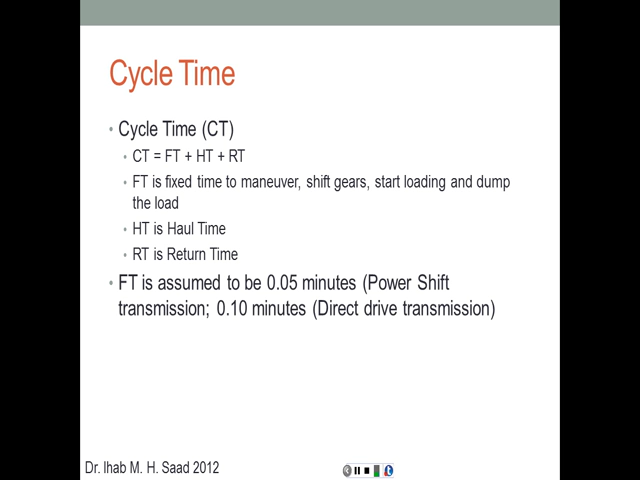 Cycle Time
• Cycle Time (CT)
• CT = FT + HT + RT
• FT is fixed time to maneuver, shift gears, start loading and dump
the load
• HT is Haul Time
• RT is Return Time
• FT is assumed to be 0.05 minutes (Power Shift
transmission; 0.10 minutes (Direct drive transmission)
Dr. Ihab M. H. Saad 2012